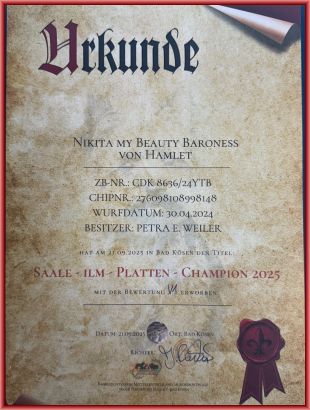 Urkunde
Nikita my Beauty Baroness
von Hamlet
ZB-Nr.: CDK 8636/24YTB
Chipnr.: 276098108998148
Wurfdatum: 30.04.2024
Besitzer: Petra E. Weiler
hat am 21.09.2025 in Bad Kösen den Titel:
Saale - Ilm - Platten - Champion 2025
mit der Bewertung V1 erworben
Datum: 21.09.2025 Ort: Bad Kösen
Richter: